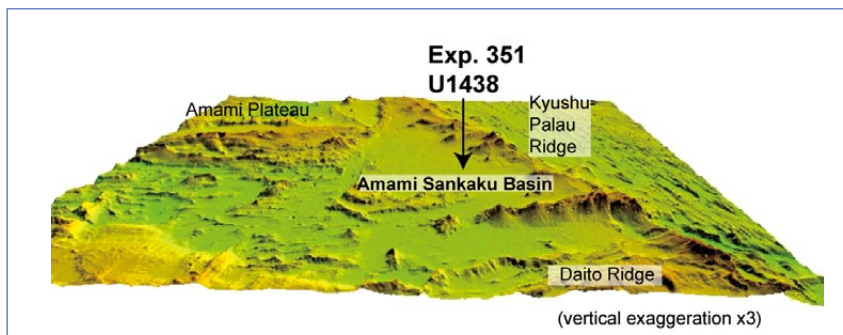 Exp. 351
U1438
Amami Plateau
Kyushu
Palau
Ridge
Amami Sankaku Basin
Daito Ridge
(vertical exaggeration x3)